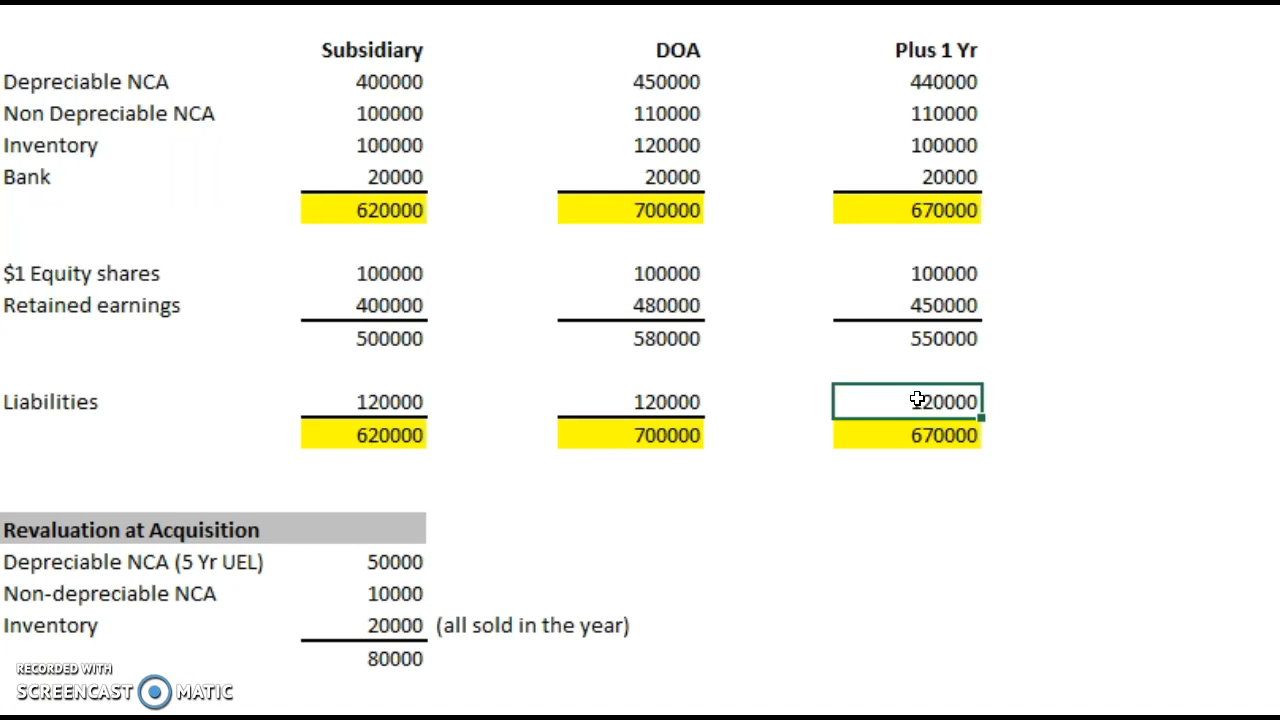 Subsidiary DOA Plus 1 Yr
Depreciable NCA 400000 450000 440000
Non Depreciable NCA 100000 110000 110000
Inventory 100000 120000 100000
Bank 20000 20000 20000
620000 700000 670000
$1 Equity shares 100000 100000 100000
Retained earnings 400000 480000 450000
500000 580000 550000
Liabilities 120000 120000 120000
620000 700000 670000
Revaluation at Acquisition
Depreciable NCA (5 Yr UEL) 50000
Non-depreciable NCA 10000
Inventory 20000 (all sold in the year)
80000
RECORDED WITH
SCREENCAST MATIC